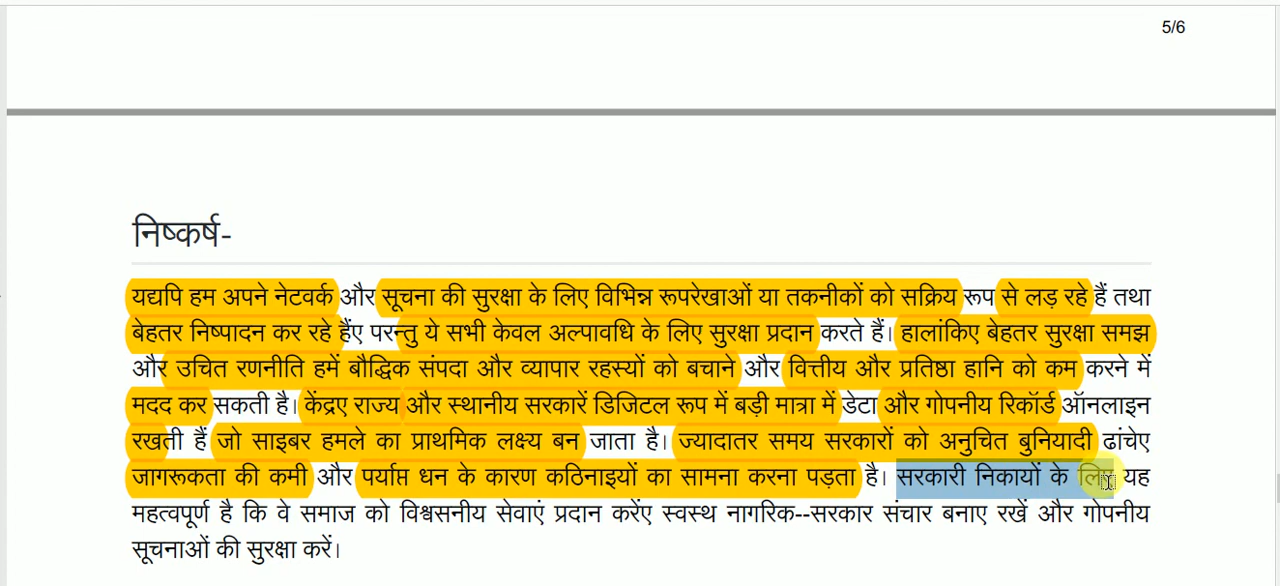 5/6
निष्कर्ष-
यद्यपि हम अपने नेटवर्क और सूचना की सुरक्षा के लिए विभिन्न रूपरेखाओं या तकनीकों को सक्रिय रूप से लड़ रहे हैं तथा
बेहतर निष्पादन कर रहे हैंए परन्तु ये सभी केवल अल्पावधि के लिए सुरक्षा प्रदान करते हैं। हालांकिए बेहतर सुरक्षा समझ
और उचित रणनीति हमें बौद्धिक संपदा और व्यापार रहस्यों को बचाने और वित्तीय और प्रतिष्ठा हानि को कम करने में
मदद कर सकती है। केंद्रए राज्य और स्थानीय सरकारें डिजिटल रूप में बड़ी मात्रा में डेटा और गोपनीय रिकॉर्ड ऑनलाइन
रखती हैं जो साइबर हमले का प्राथमिक लक्ष्य बन जाता है। ज्यादातर समय सरकारों को अनुचित बुनियादी ढांचेए
जागरूकता की कमी और पर्याप्त धन के कारण कठिनाइयों का सामना करना पड़ता है। सरकारी निकायों के लिए यह
महत्वपूर्ण है कि वे समाज को विश्वसनीय सेवाएं प्रदान करेंए स्वस्थ नागरिक--सरकार संचार बनाए रखें और गोपनीय
सूचनाओं की सुरक्षा करें।